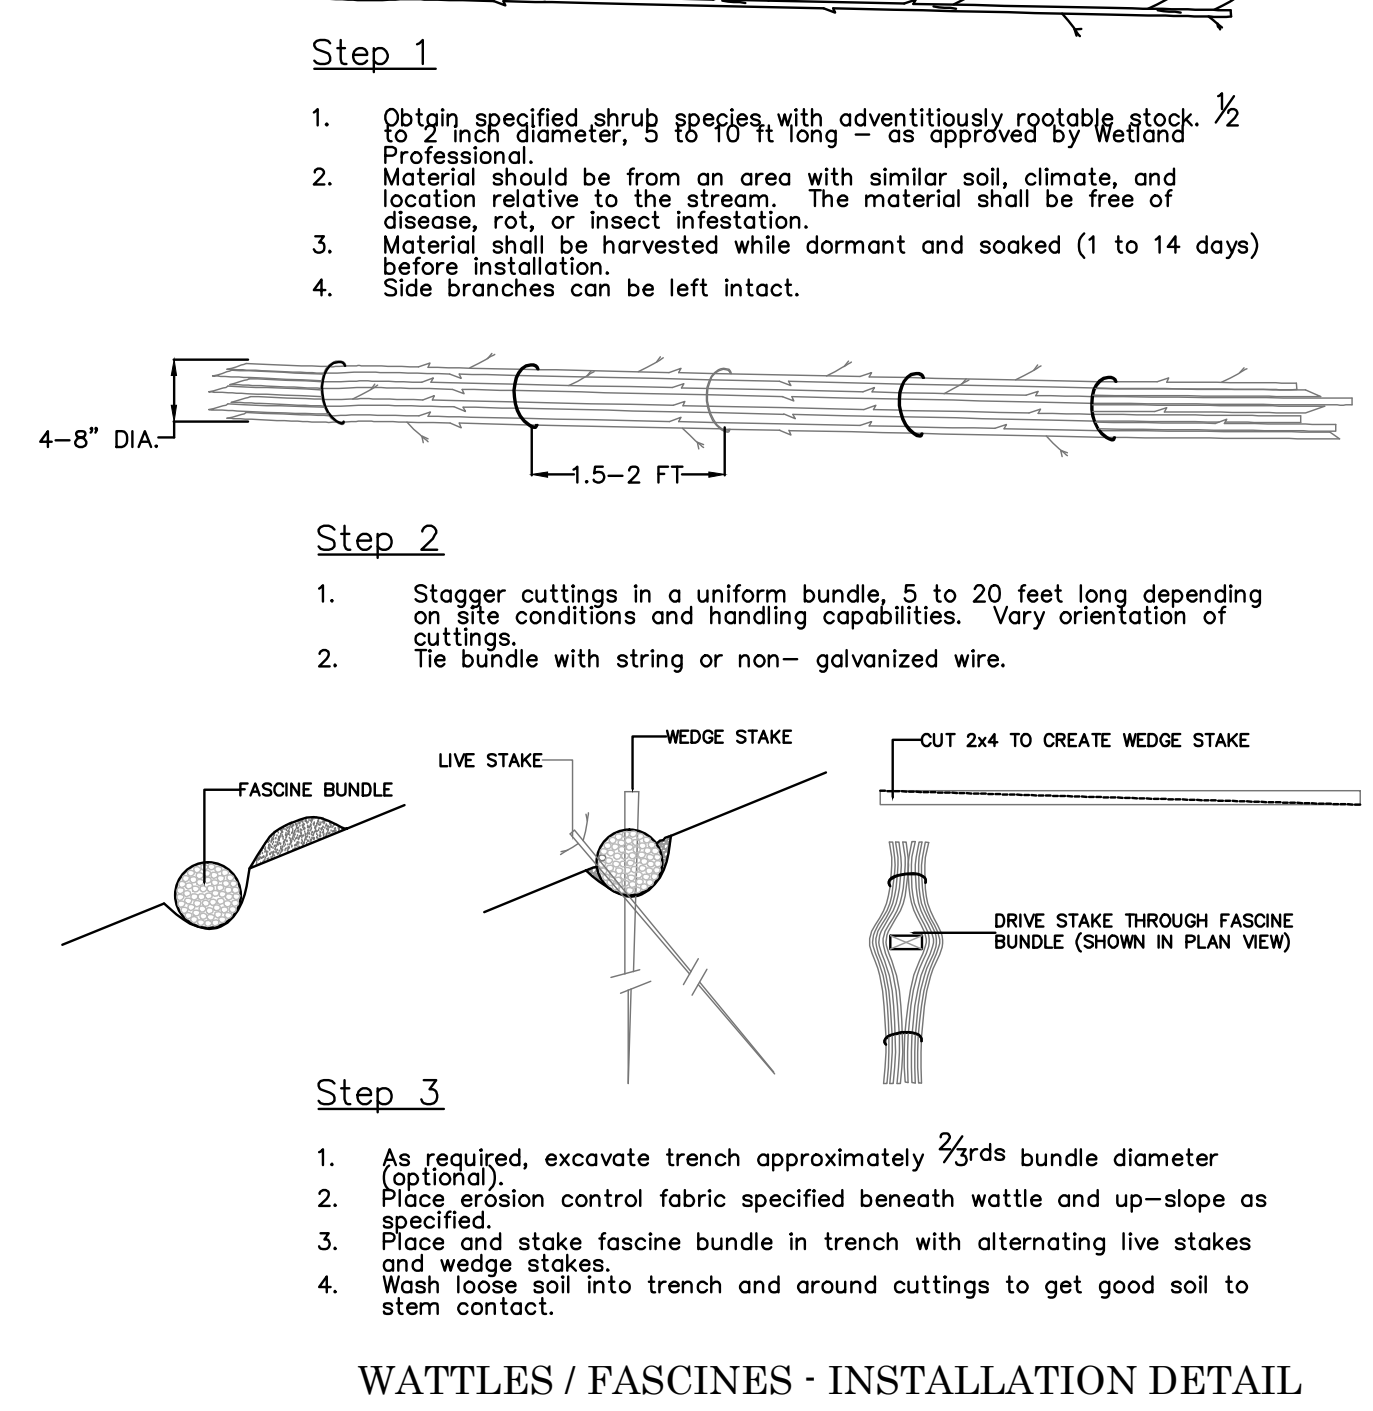 Step 1
1. Obtain specified shrub species with adventitiously rootable stock. ½
to 2 inch diameter, 5 to 10 ft long – as approved by Wetland
Professional.
2. Material should be from an area with similar soil, climate, and
location relative to the stream. The material shall be free of
disease, rot, or insect infestation.
3. Material shall be harvested while dormant and soaked (1 to 14 days)
before installation.
4. Side branches can be left intact.
4–8" DIA.
1.5–2 FT
Step 2
1. Stagger cuttings in a uniform bundle, 5 to 20 feet long depending
on site conditions and handling capabilities. Vary orientation of
cuttings.
2. Tie bundle with string or non– galvanized wire.
FASCINE BUNDLE
LIVE STAKE
WEDGE STAKE
CUT 2x4 TO CREATE WEDGE STAKE
DRIVE STAKE THROUGH FASCINE
BUNDLE (SHOWN IN PLAN VIEW)
Step 3
1. As required, excavate trench approximately ⅔rds bundle diameter
(optional).
2. Place erosion control fabric specified beneath wattle and up–slope as
specified.
3. Place and stake fascine bundle in trench with alternating live stakes
and wedge stakes.
4. Wash loose soil into trench and around cuttings to get good soil to
stem contact.
WATTLES / FASCINES - INSTALLATION DETAIL